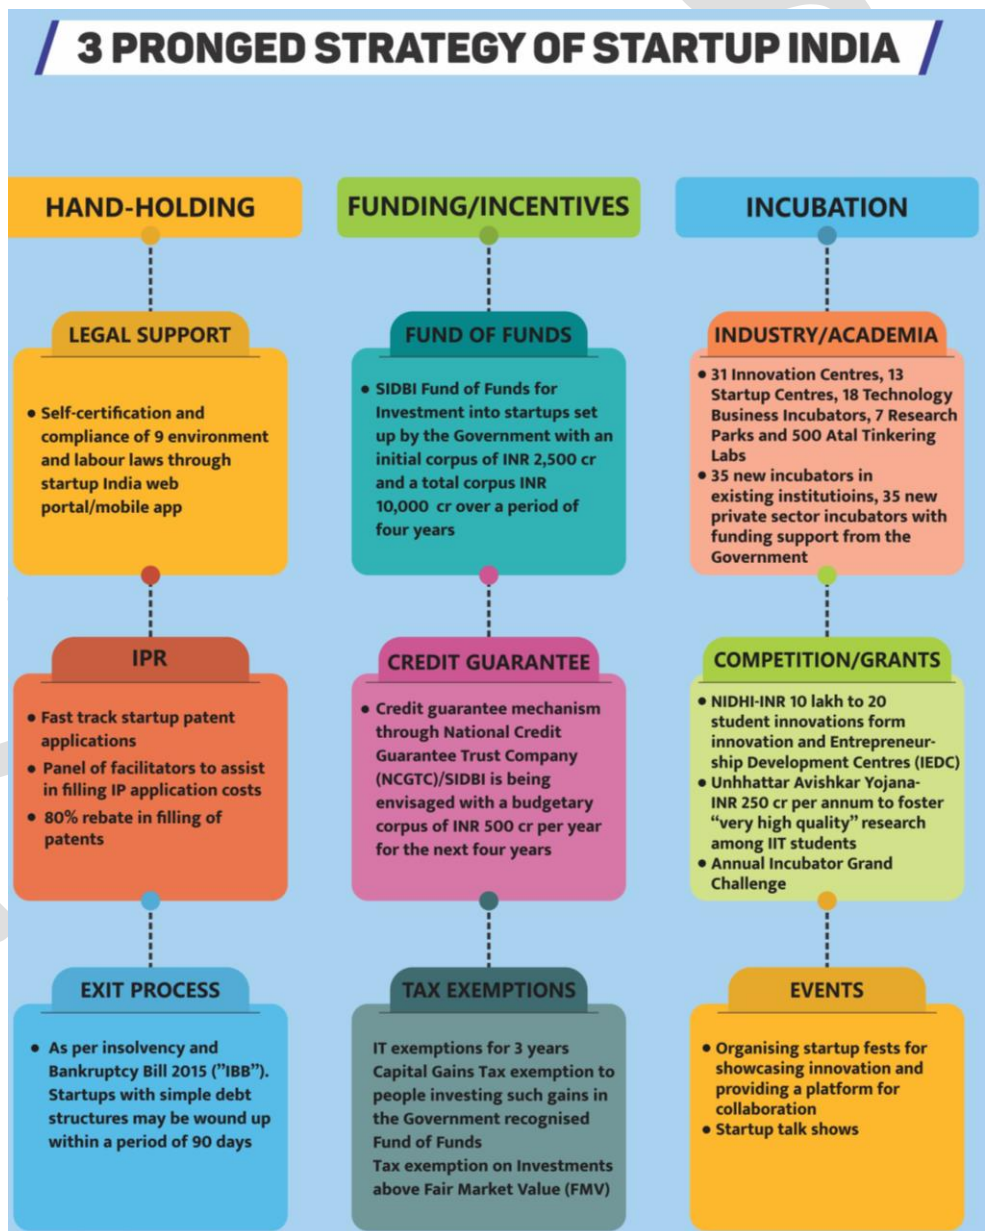 3 PRONGED STRATEGY OF STARTUP INDIA
HAND-HOLDING
LEGAL SUPPORT
• Self-certification and
compliance of 9 environment
and labour laws through
startup India web
portal/mobile app
IPR
• Fast track startup patent
applications
• Panel of facilitators to assist
in filling IP application costs
• 80% rebate in filling of
patents
EXIT PROCESS
• As per insolvency and
Bankruptcy Bill 2015 (”IBB”).
Startups with simple debt
structures may be wound up
within a period of 90 days
FUNDING/INCENTIVES
FUND OF FUNDS
• SIDBI Fund of Funds for
Investment into startups set
up by the Government with an
initial corpus of INR 2,500 cr
and a total corpus INR
10,000 cr over a period of
four years
CREDIT GUARANTEE
• Credit guarantee mechanism
through National Credit
Guarantee Trust Company
(NCGTC)/SIDBI is being
envisaged with a budgetary
corpus of INR 500 cr per year
for the next four years
TAX EXEMPTIONS
IT exemptions for 3 years
Capital Gains Tax exemption to
people investing such gains in
the Government recognised
Fund of Funds
Tax exemption on Investments
above Fair Market Value (FMV)
INCUBATION
INDUSTRY/ACADEMIA
• 31 Innovation Centres, 13
Startup Centres, 18 Technology
Business Incubators, 7 Research
Parks and 500 Atal Tinkering
Labs
• 35 new incubators in
existing institutioins, 35 new
private sector incubators with
funding support from the
Government
COMPETITION/GRANTS
• NIDHI-INR 10 lakh to 20
student innovations form
innovation and Entrepreneur-
ship Development Centres (IEDC)
• Unhhattar Avishkar Yojana-
INR 250 cr per annum to foster
“very high quality” research
among IIT students
• Annual Incubator Grand
Challenge
EVENTS
• Organising startup fests for
showcasing innovation and
providing a platform for
collaboration
• Startup talk shows